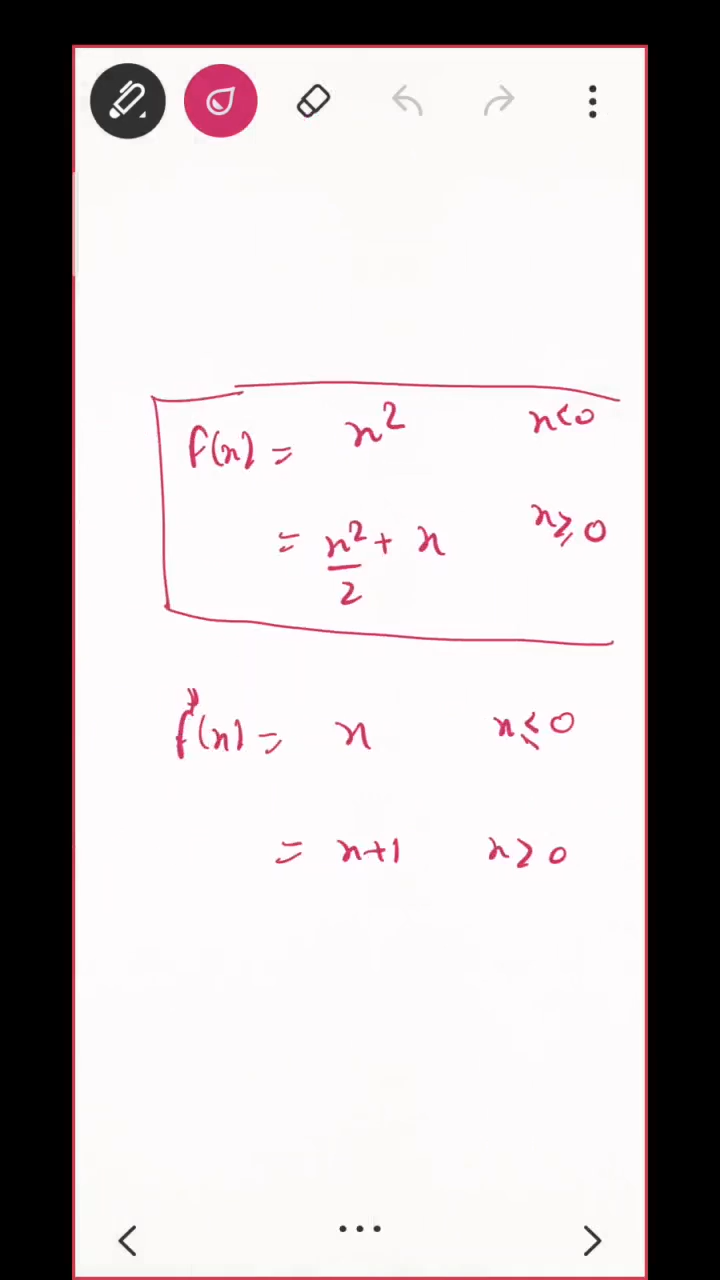 f(x) = x² x<0
= x²/2 + x x≥0
f'(x) = x x≤0
= x+1 x>0